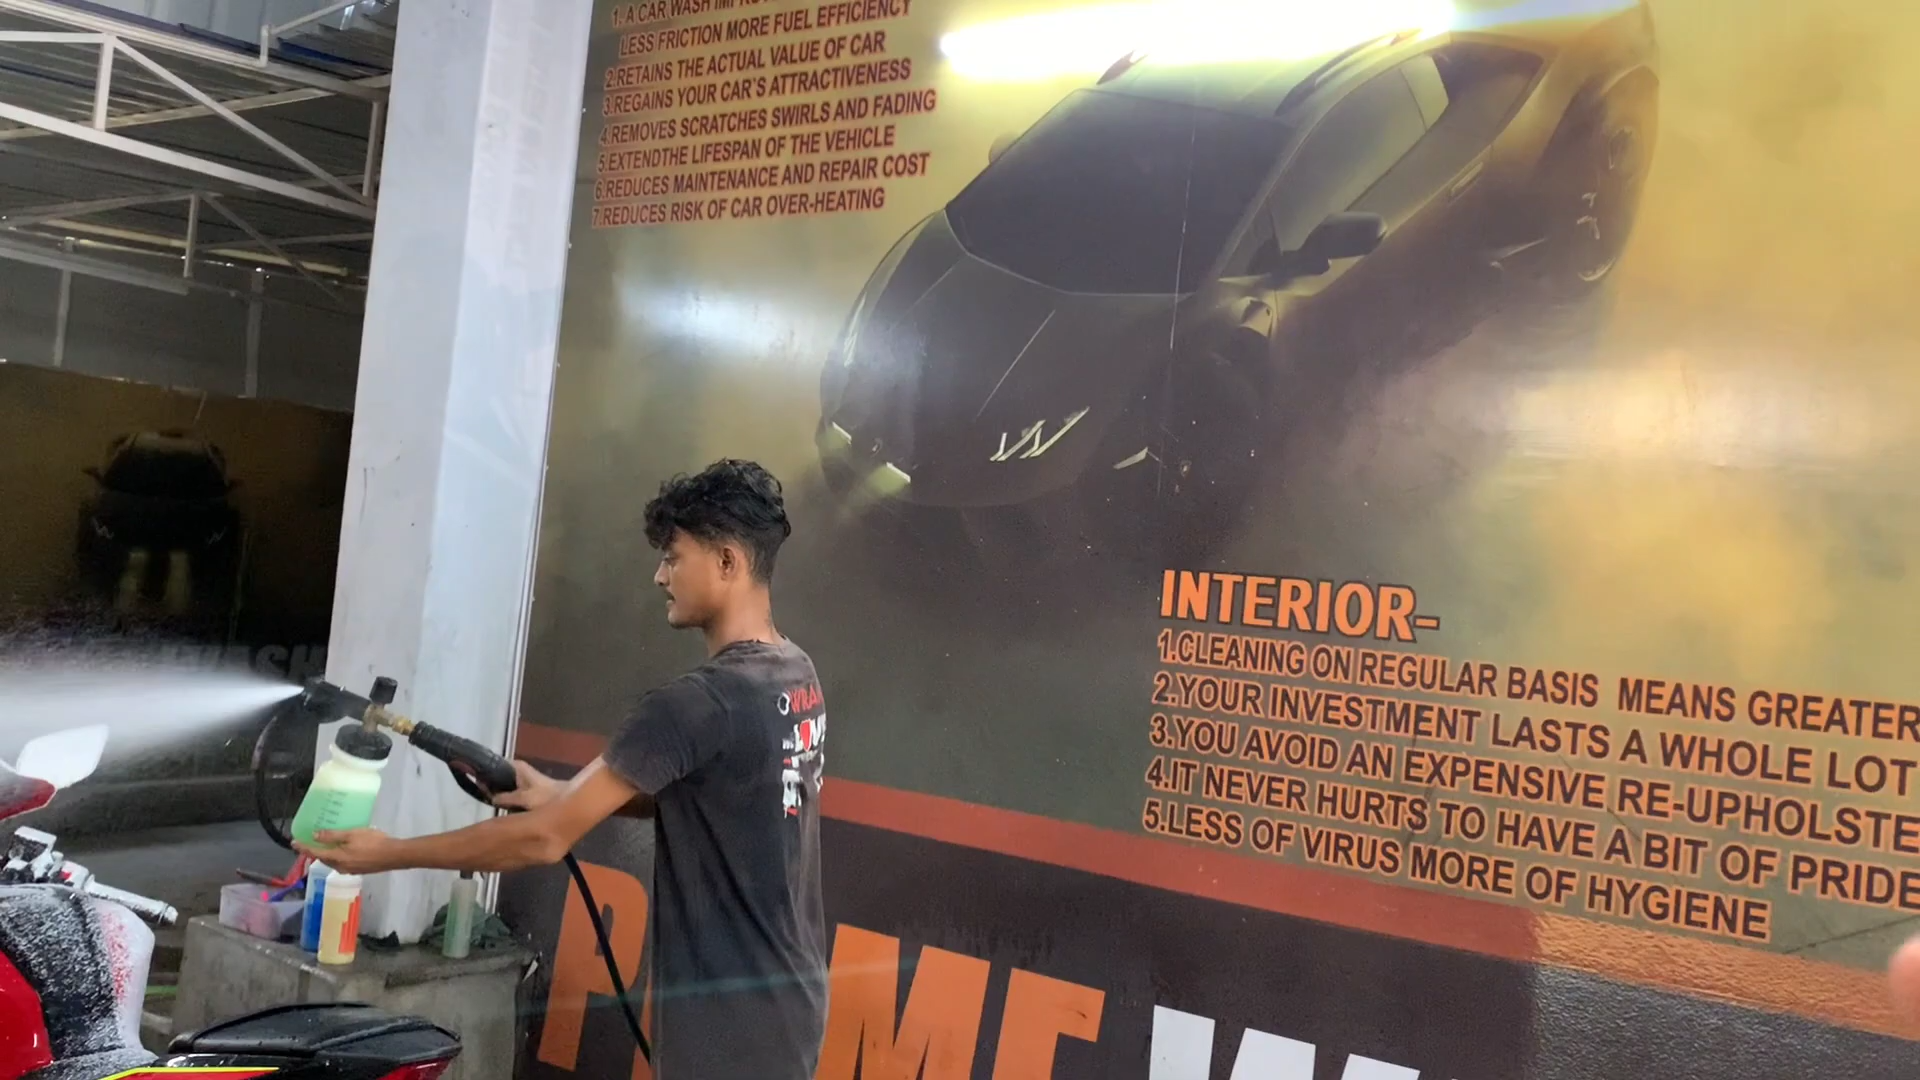 1. A CAR WASH
LESS FRICTION MORE FUEL EFFICIENCY
2.RETAINS THE ACTUAL VALUE OF CAR
3.REGAINS YOUR CAR'S ATTRACTIVENESS
4.REMOVES SCRATCHES SWIRLS AND FADING
5.EXTENDTHE LIFESPAN OF THE VEHICLE
6.REDUCES MAINTENANCE AND REPAIR COST
7.REDUCES RISK OF CAR OVER-HEATING
WASH
INTERIOR-
1.CLEANING ON REGULAR BASIS MEANS GREATER
2.YOUR INVESTMENT LASTS A WHOLE LOT
3.YOU AVOID AN EXPENSIVE RE-UPHOLSTE
4.IT NEVER HURTS TO HAVE A BIT OF PRIDE
5.LESS OF VIRUS MORE OF HYGIENE